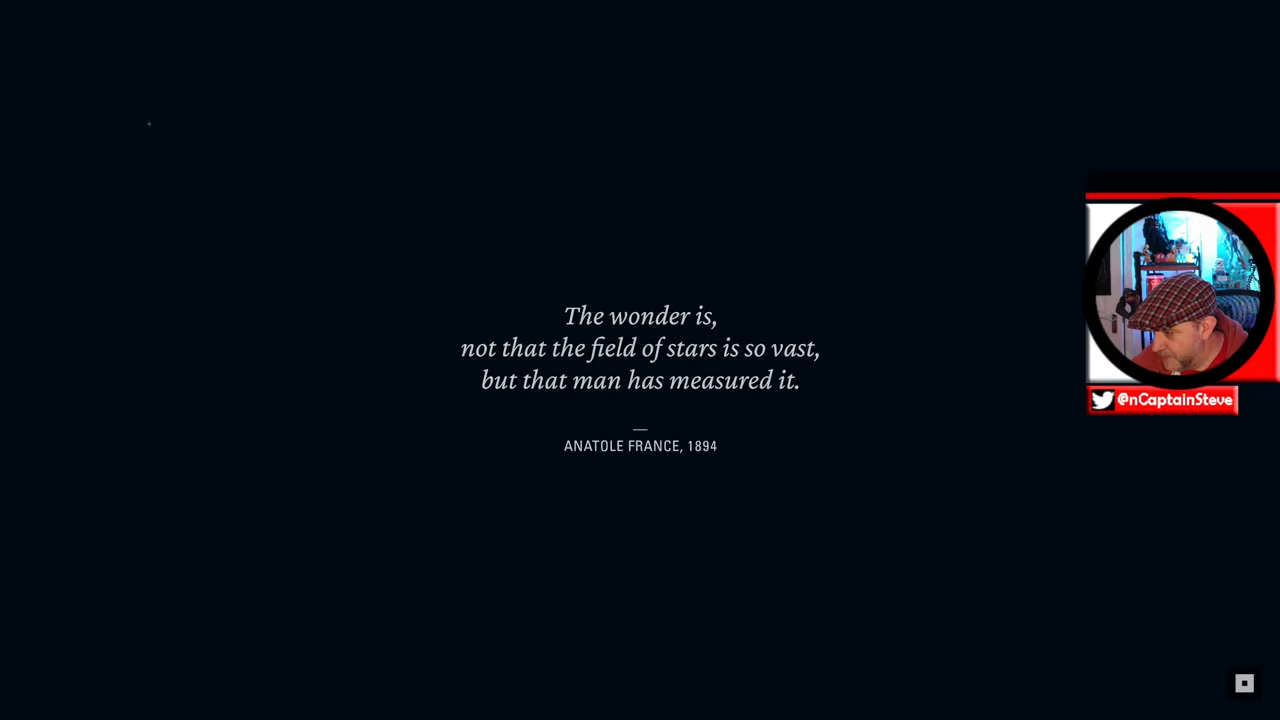 The wonder is,
not that the field of stars is so vast,
but that man has measured it.
ANATOLE FRANCE, 1894
@nCaptainSteve